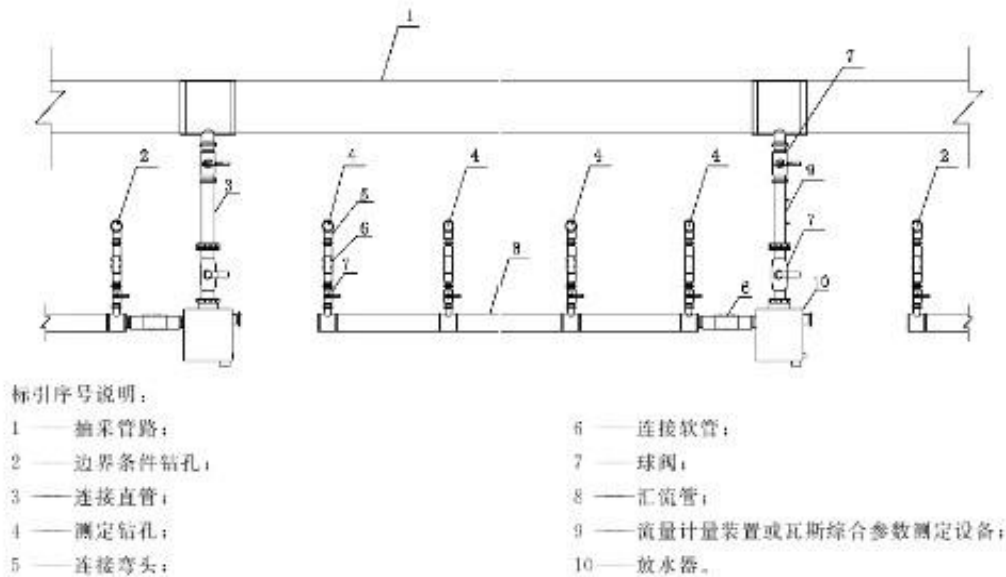 1
7
2
3
4
5
6
7
4
8
4
4
9
7
6
10
2
标引序号说明：
1 ——抽采管路；
2 ——边界条件钻孔；
3 ——连接直管；
4 ——测定钻孔；
5 ——连接弯头；
6 ——连接软管；
7 ——球阀；
8 ——汇流管；
9 ——流量计量装置或瓦斯综合参数测定设备；
10——放水器。